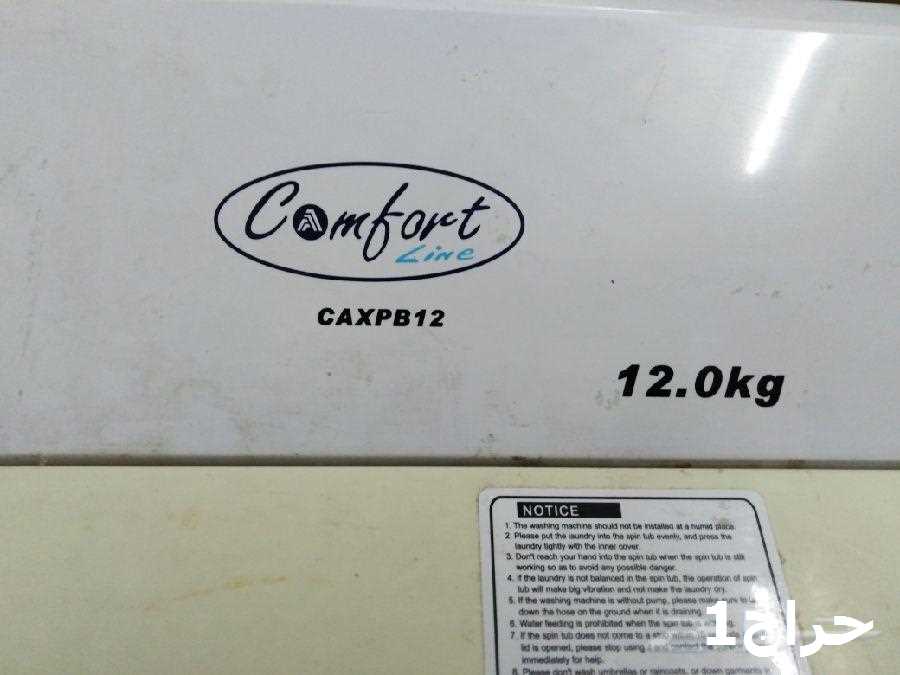 Comfort
Line
CAXPB12
12.0kg
NOTICE
1. The washing machine should not be installed at a humid place.
2. Please put the laundry into the spin tub evenly, and press the
laundry tightly with the inner cover.
3. Don't reach your hand into the spin tub when the spin tub is still
working so as to avoid any possible danger.
4. If the laundry is not balanced in the spin tub, the operation of spin
tub will make big vibration and not make the laundry dry.
5. If the washing machine is without pump, please make sure to
down the hose on the ground when it is draining.
6. Water feeding is prohibited when the spin tub is
7. If the spin tub does not come to a stop
lid is opened, please stop using it and contact the
immediately for help.
8. Please don't wash umbrellas or raincoats, or down garments in
حراج1